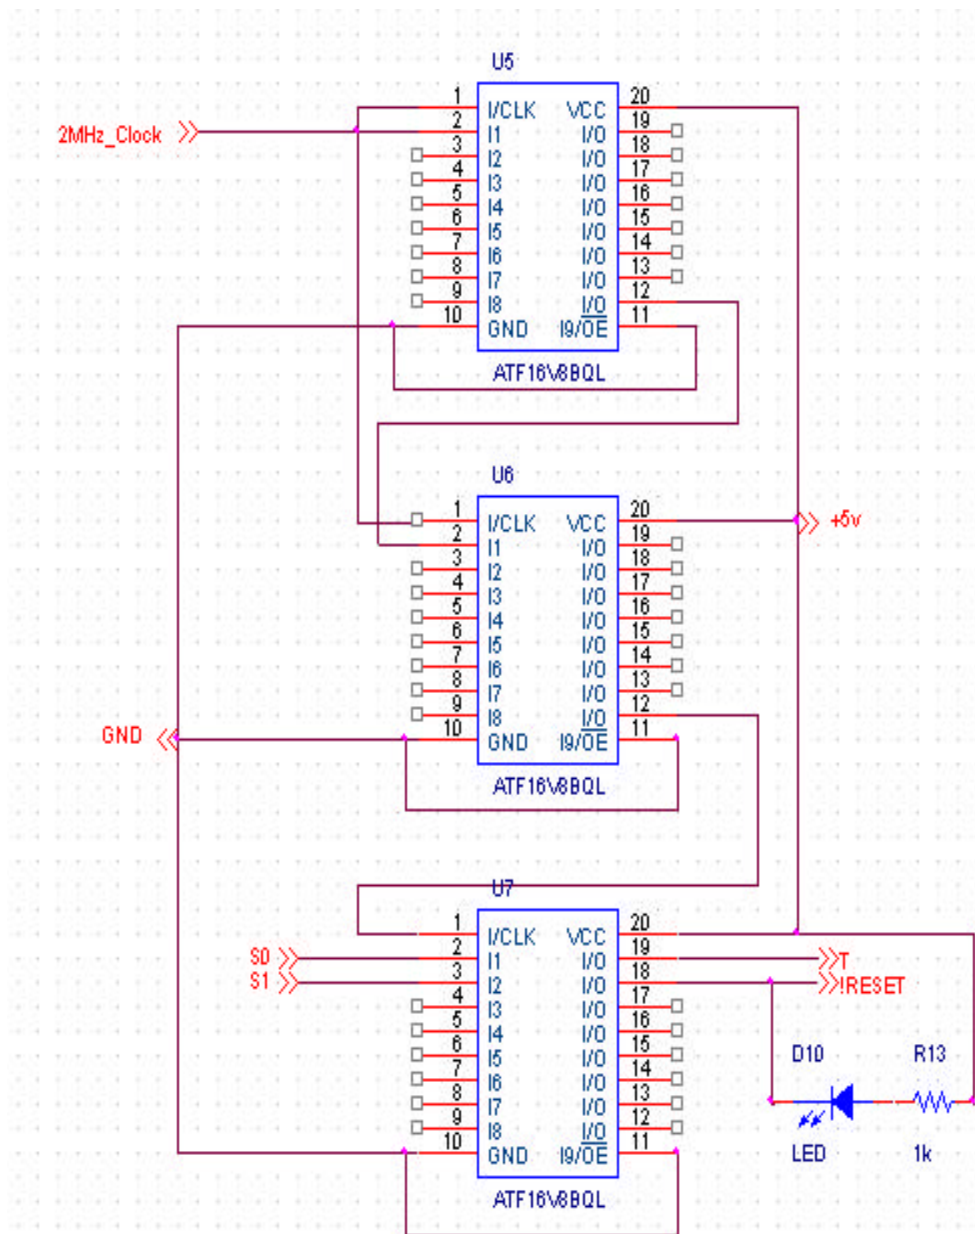 U5
1 I/CLK VCC 20
2MHz_Clock 2 I1 I/O 19
3 I2 I/O 18
4 I3 I/O 17
5 I4 I/O 16
6 I5 I/O 15
7 I6 I/O 14
8 I7 I/O 13
9 I8 I/O 12
10 GND I9/OE 11
ATF16V8BQL
U6
1 I/CLK VCC 20 +5v
2 I1 I/O 19
3 I2 I/O 18
4 I3 I/O 17
5 I4 I/O 16
6 I5 I/O 15
7 I6 I/O 14
8 I7 I/O 13
9 I8 I/O 12
GND 10 GND I9/OE 11
ATF16V8BQL
U7
1 I/CLK VCC 20
S0 2 I1 I/O 19 T
S1 3 I2 I/O 18 !RESET
4 I3 I/O 17
5 I4 I/O 16
6 I5 I/O 15
7 I6 I/O 14
8 I7 I/O 13
9 I8 I/O 12
10 GND I9/OE 11
D10 R13
LED 1k
ATF16V8BQL